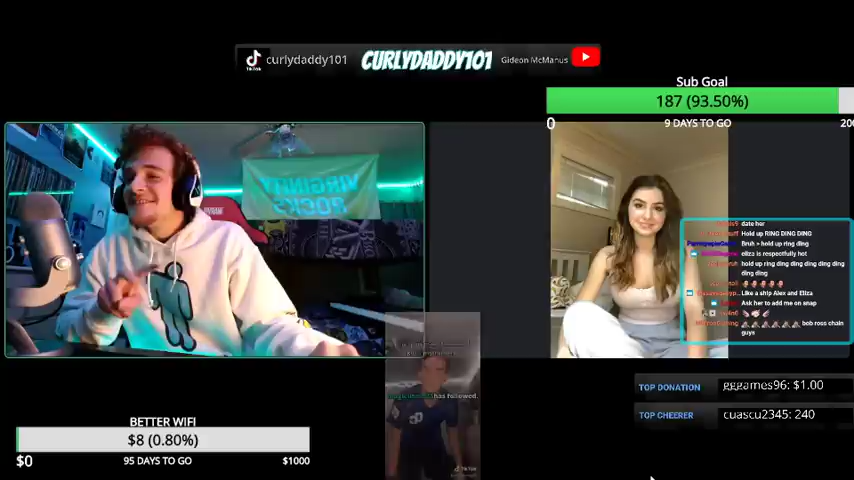 curlydaddy101
CURLYDADDY101
Gideon McManus
Sub Goal
187 (93.50%)
0
9 DAYS TO GO
VIRGINITY
ROCKS
date her
Hold up RING DING DING
Bruh > hold up ring ding
eliza is respectfully hot
hold up ring ding ding ding ding ding
ding ding
Like a ship Alex and Eliza
Ask her to add me on snap
bob ross chain
guys
has followed.
TikTok
TOP DONATION
gggames96: $1.00
TOP CHEERER
cuascu2345: 240
BETTER WIFI
$8 (0.80%)
$0
95 DAYS TO GO
$1000